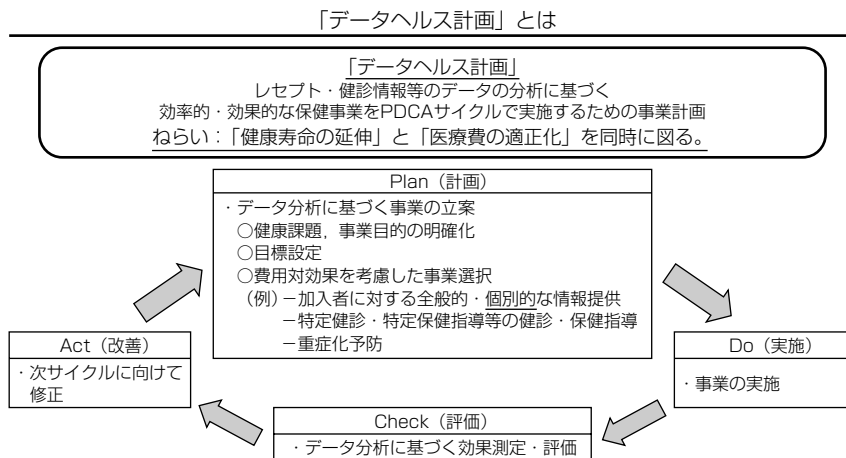 「データヘルス計画」とは
「データヘルス計画」
レセプト・健診情報等のデータの分析に基づく
効率的・効果的な保健事業をPDCAサイクルで実施するための事業計画
ねらい：「健康寿命の延伸」と「医療費の適正化」を同時に図る。
Plan（計画）
・データ分析に基づく事業の立案
○健康課題，事業目的の明確化
○目標設定
○費用対効果を考慮した事業選択
（例）－加入者に対する全般的・個別的な情報提供
－特定健診・特定保健指導等の健診・保健指導
－重症化予防
Act（改善）
・次サイクルに向けて
修正
Do（実施）
・事業の実施
Check（評価）
・データ分析に基づく効果測定・評価